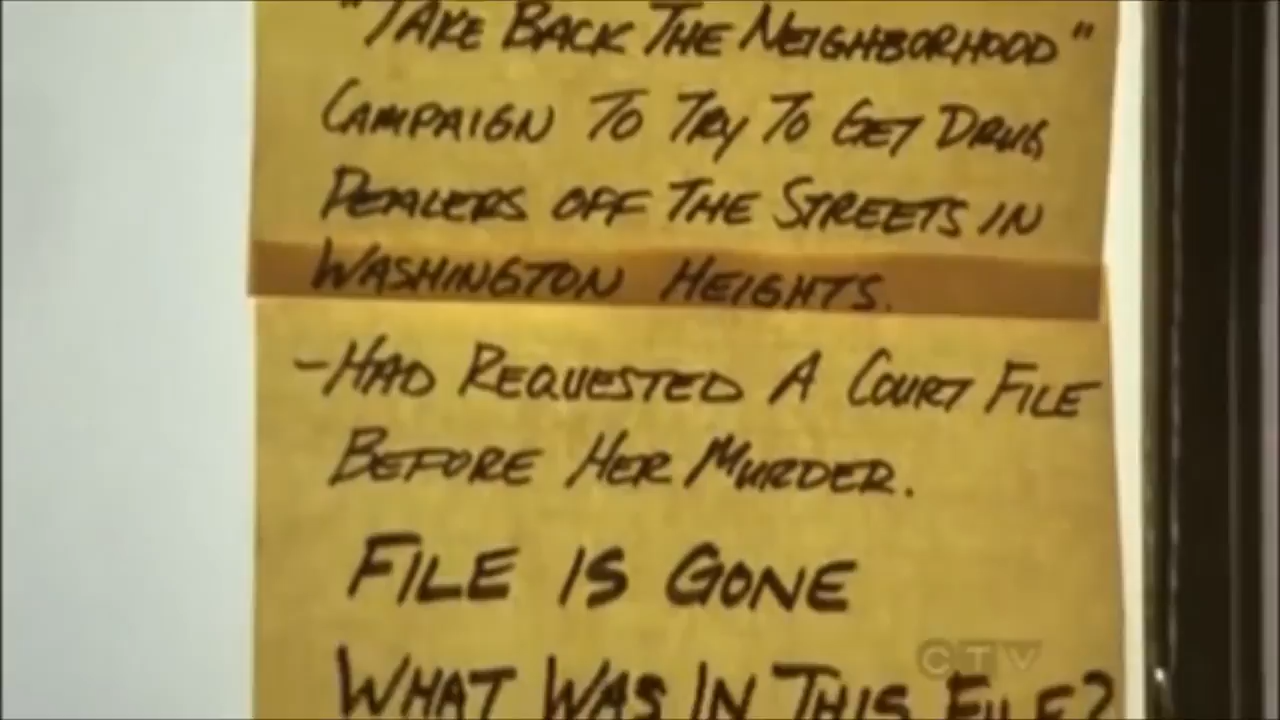 "TAKE BACK THE NEIGHBORHOOD"
CAMPAIGN TO TRY TO GET DRUG
DEALERS OFF THE STREETS IN
WASHINGTON HEIGHTS.
-HAD REQUESTED A COURT FILE
BEFORE HER MURDER.
FILE IS GONE
WHAT WAS IN THIS FILE?
CTV